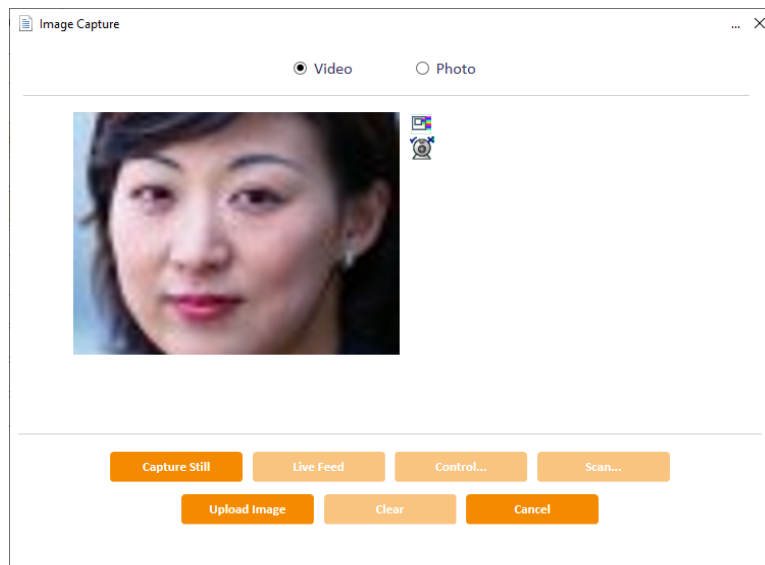 Image Capture ...
Video Photo
Capture Still Live Feed Control... Scan...
Upload Image Clear Cancel